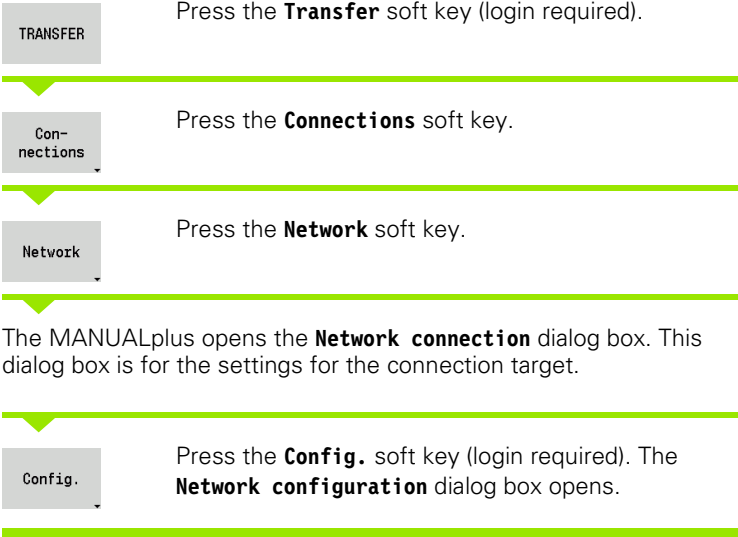 Press the Transfer soft key (login required).
TRANSFER
Press the Connections soft key.
Con-
nections
Press the Network soft key.
Network
The MANUALplus opens the Network connection dialog box. This
dialog box is for the settings for the connection target.
Press the Config. soft key (login required). The
Config.
Network configuration dialog box opens.